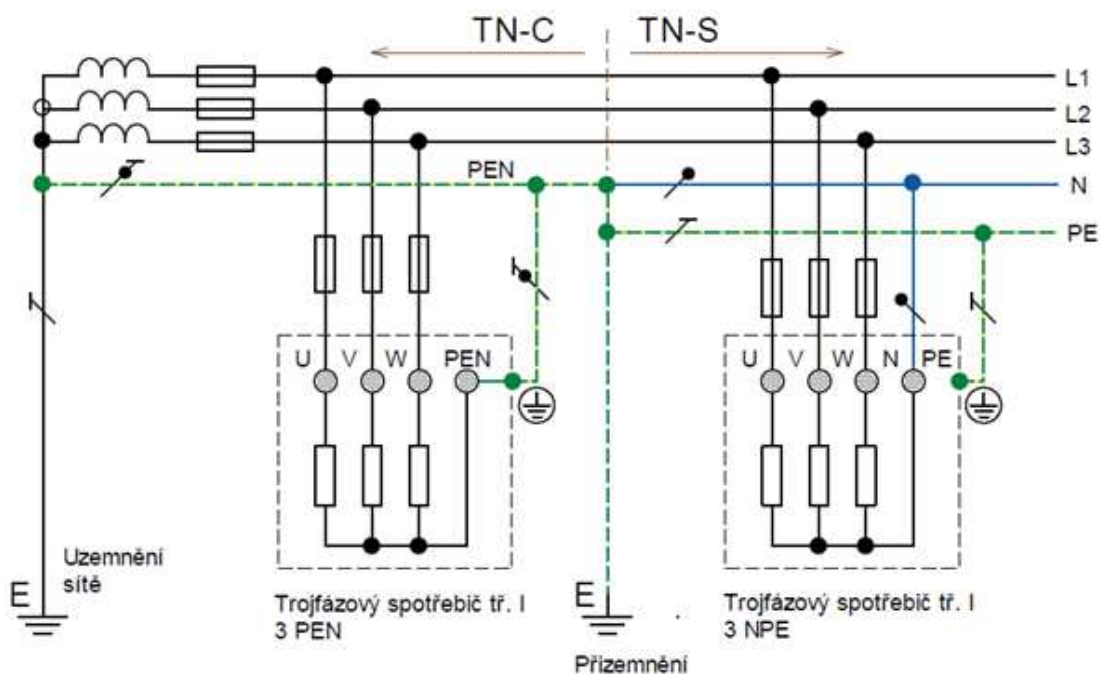 TN-C TN-S
L1
L2
L3
PEN
N
PE
U V W PEN
U V W N PE
Uzemnění
sítě
E
Trojfázový spotřebič tř. I
3 PEN
E
Přizemnění
Trojfázový spotřebič tř. I
3 NPE